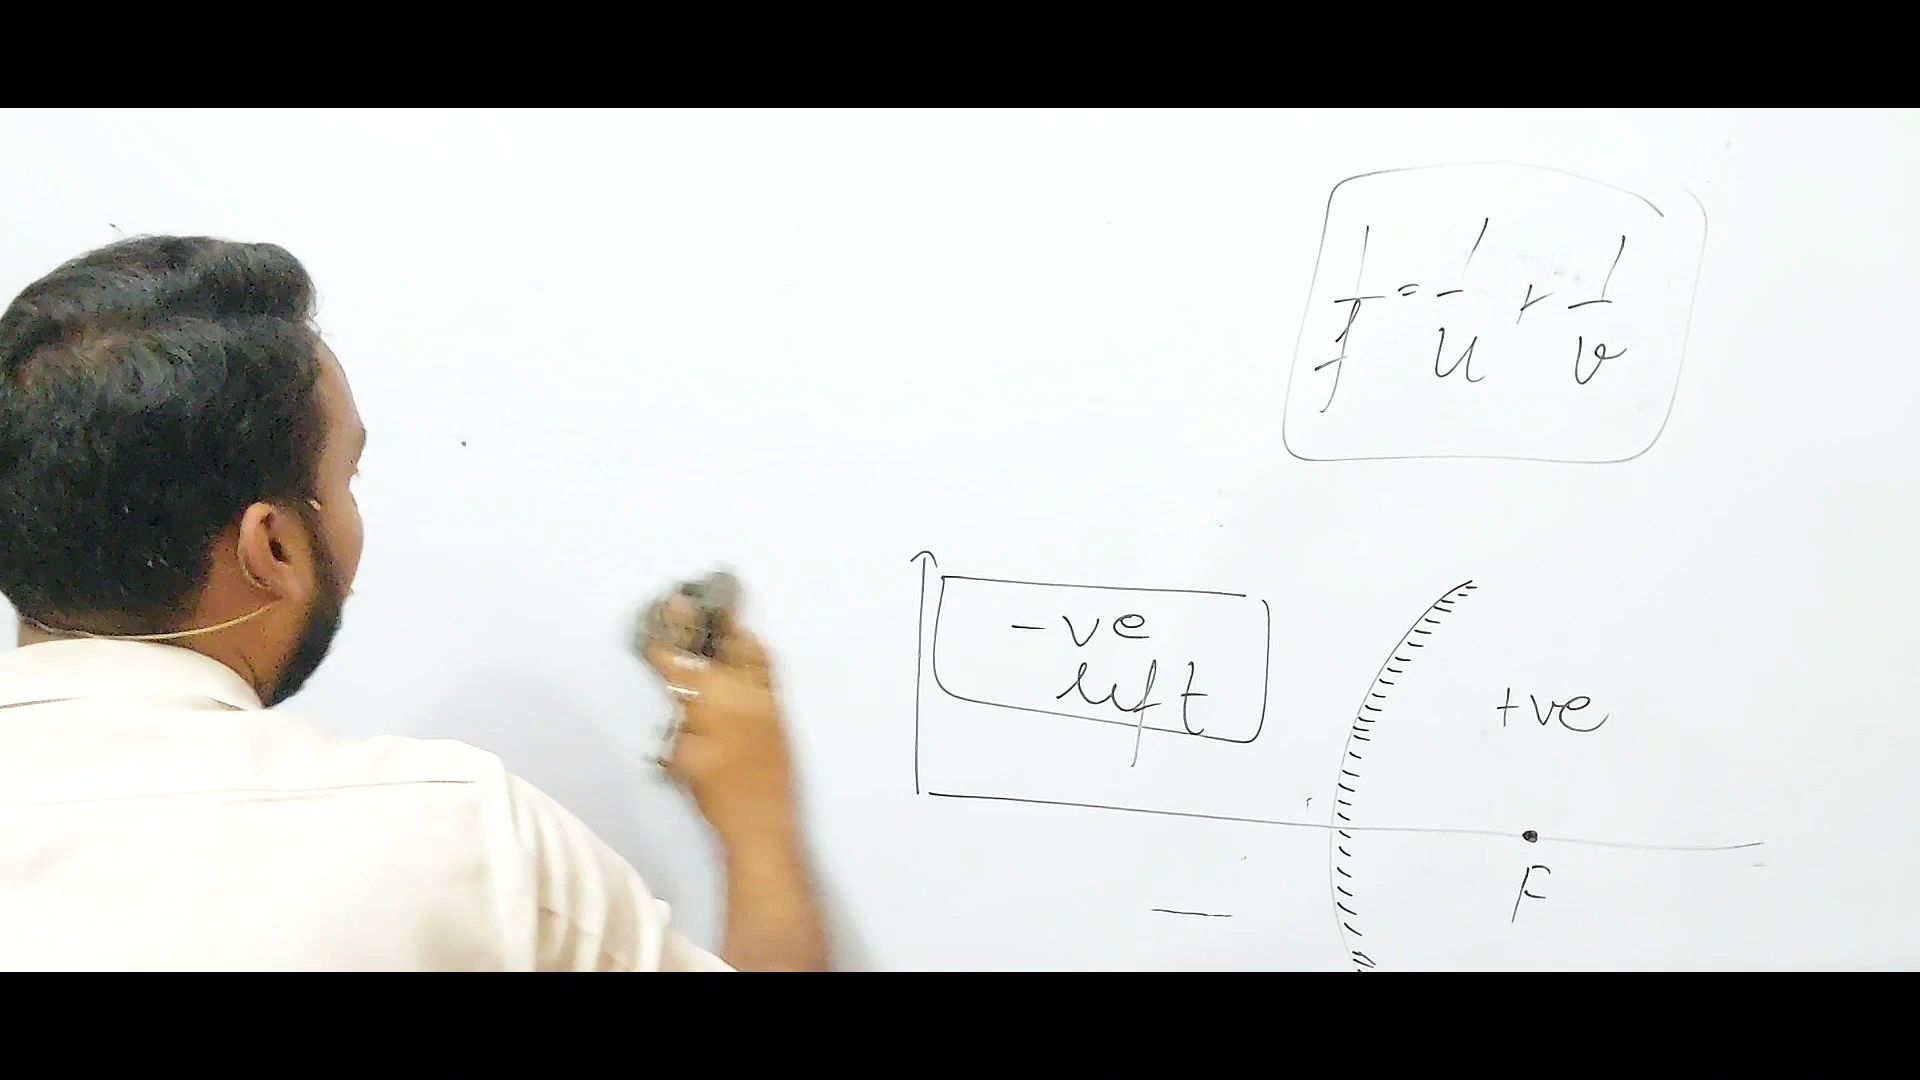 1/f = 1/u + 1/v
-ve
left
+ve
F